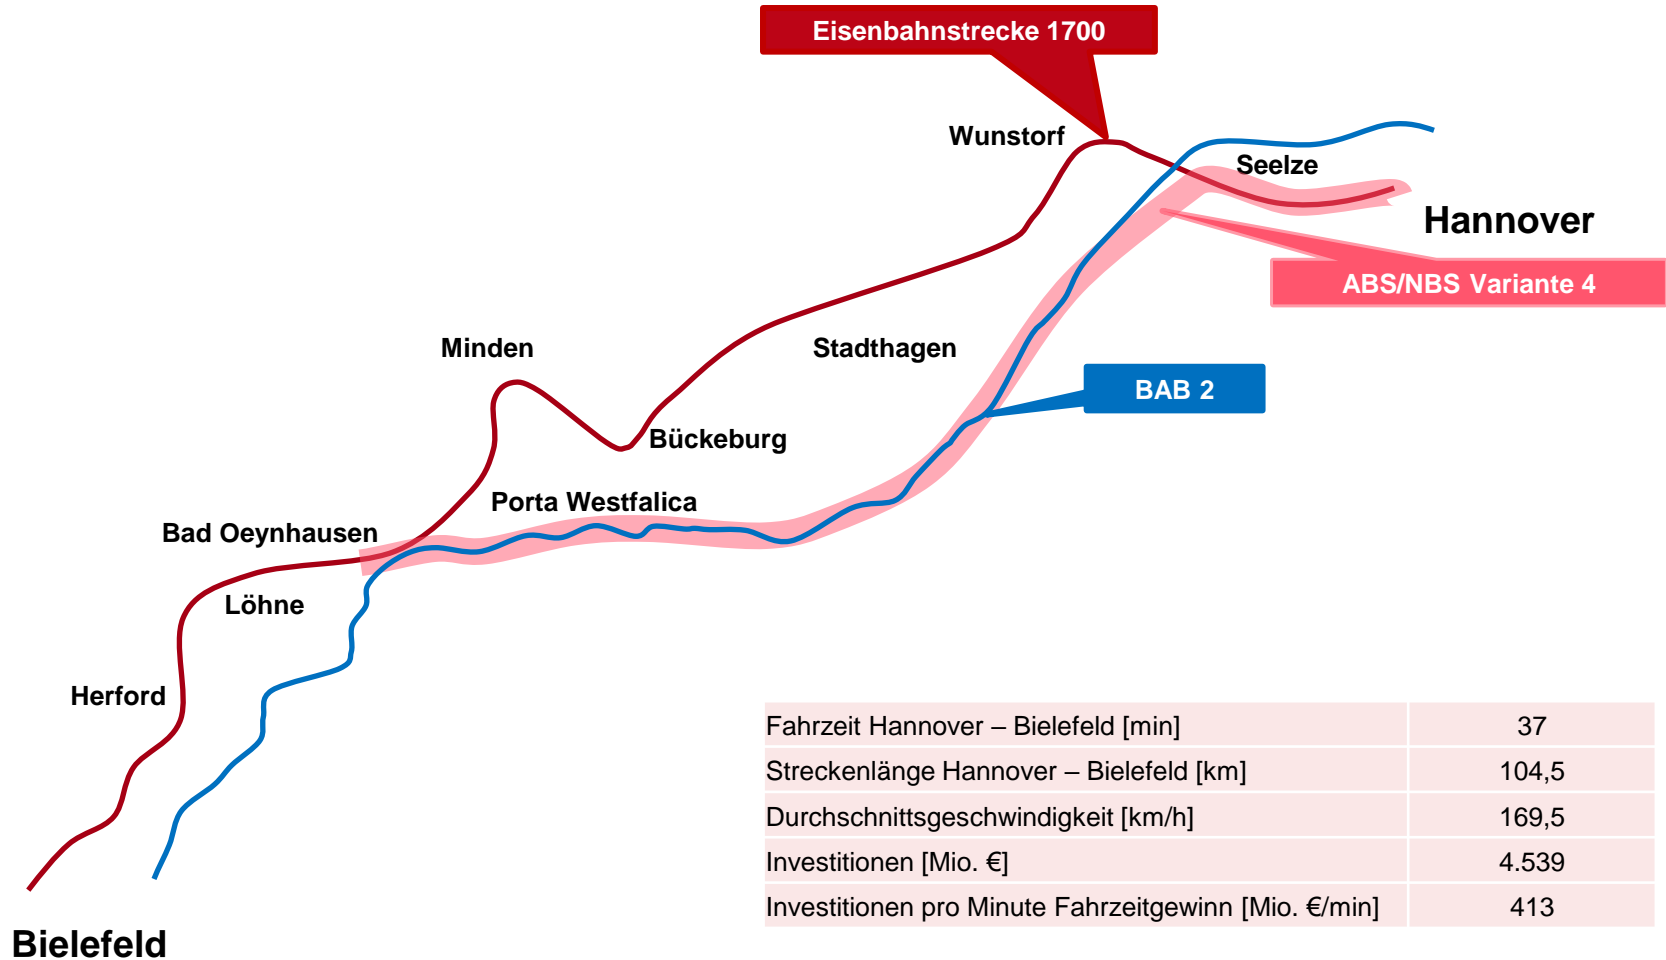 Eisenbahnstrecke 1700
Wunstorf
Seelze
Hannover
ABS/NBS Variante 4
Minden
Stadthagen
BAB 2
Bückeburg
Porta Westfalica
Bad Oeynhausen
Löhne
Herford
Fahrzeit Hannover – Bielefeld [min] 37
Streckenlänge Hannover – Bielefeld [km] 104,5
Durchschnittsgeschwindigkeit [km/h] 169,5
Investitionen [Mio. €] 4.539
Investitionen pro Minute Fahrzeitgewinn [Mio. €/min] 413
Bielefeld